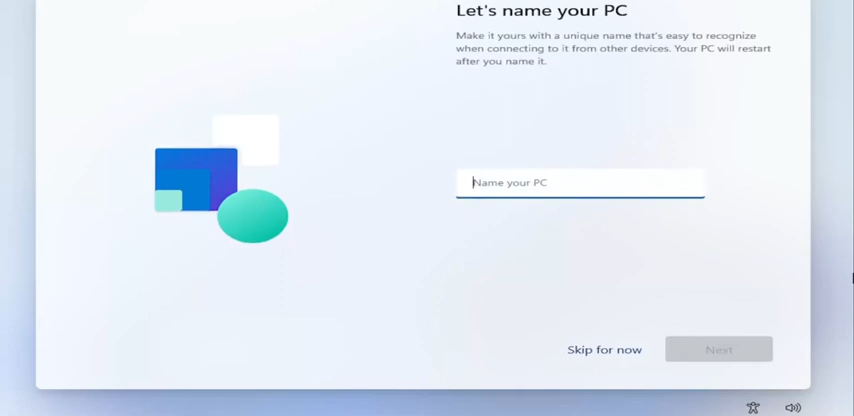 Let's name your PC
Make it yours with a unique name that's easy to recognize
when connecting to it from other devices. Your PC will restart
after you name it.
Name your PC
Skip for now
Next